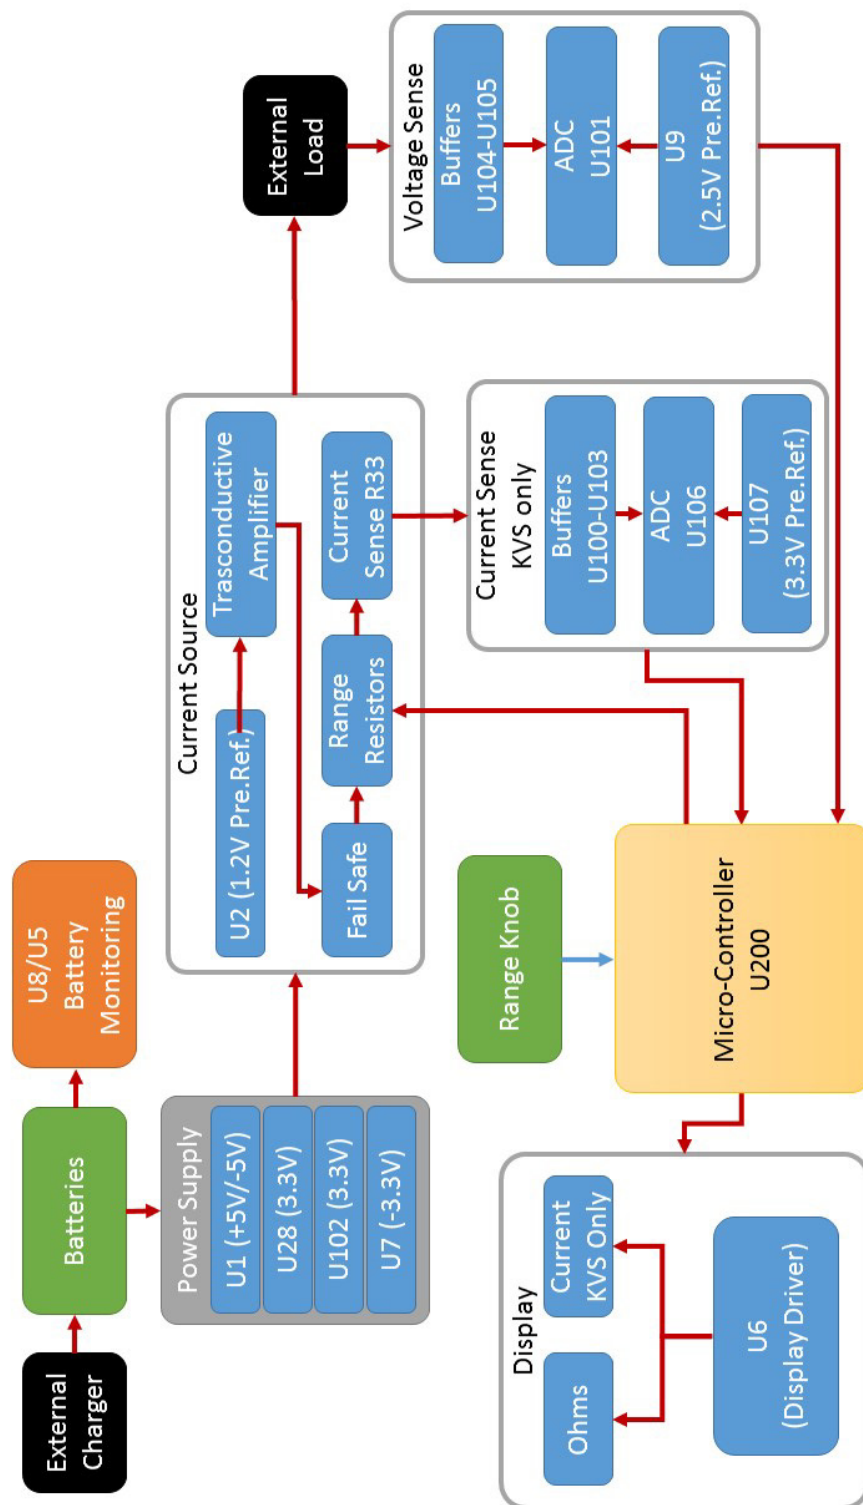 External
Charger
Batteries
U8/U5
Battery
Monitoring
Power Supply
U1 (+5V/-5V)
U28 (3.3V)
U102 (3.3V)
U7 (-3.3V)
Current Source
U2 (1.2V Pre.Ref.)
Trasconductive
Amplifier
Fail Safe
Range
Resistors
Current
Sense R33
External
Load
Voltage Sense
Buffers
U104-U105
ADC
U101
U9
(2.5V Pre.Ref.)
Current Sense
KVS only
Buffers
U100-U103
ADC
U106
U107
(3.3V Pre.Ref.)
Range Knob
Micro-Controller
U200
Display
Ohms
Current
KVS Only
U6
(Display Driver)